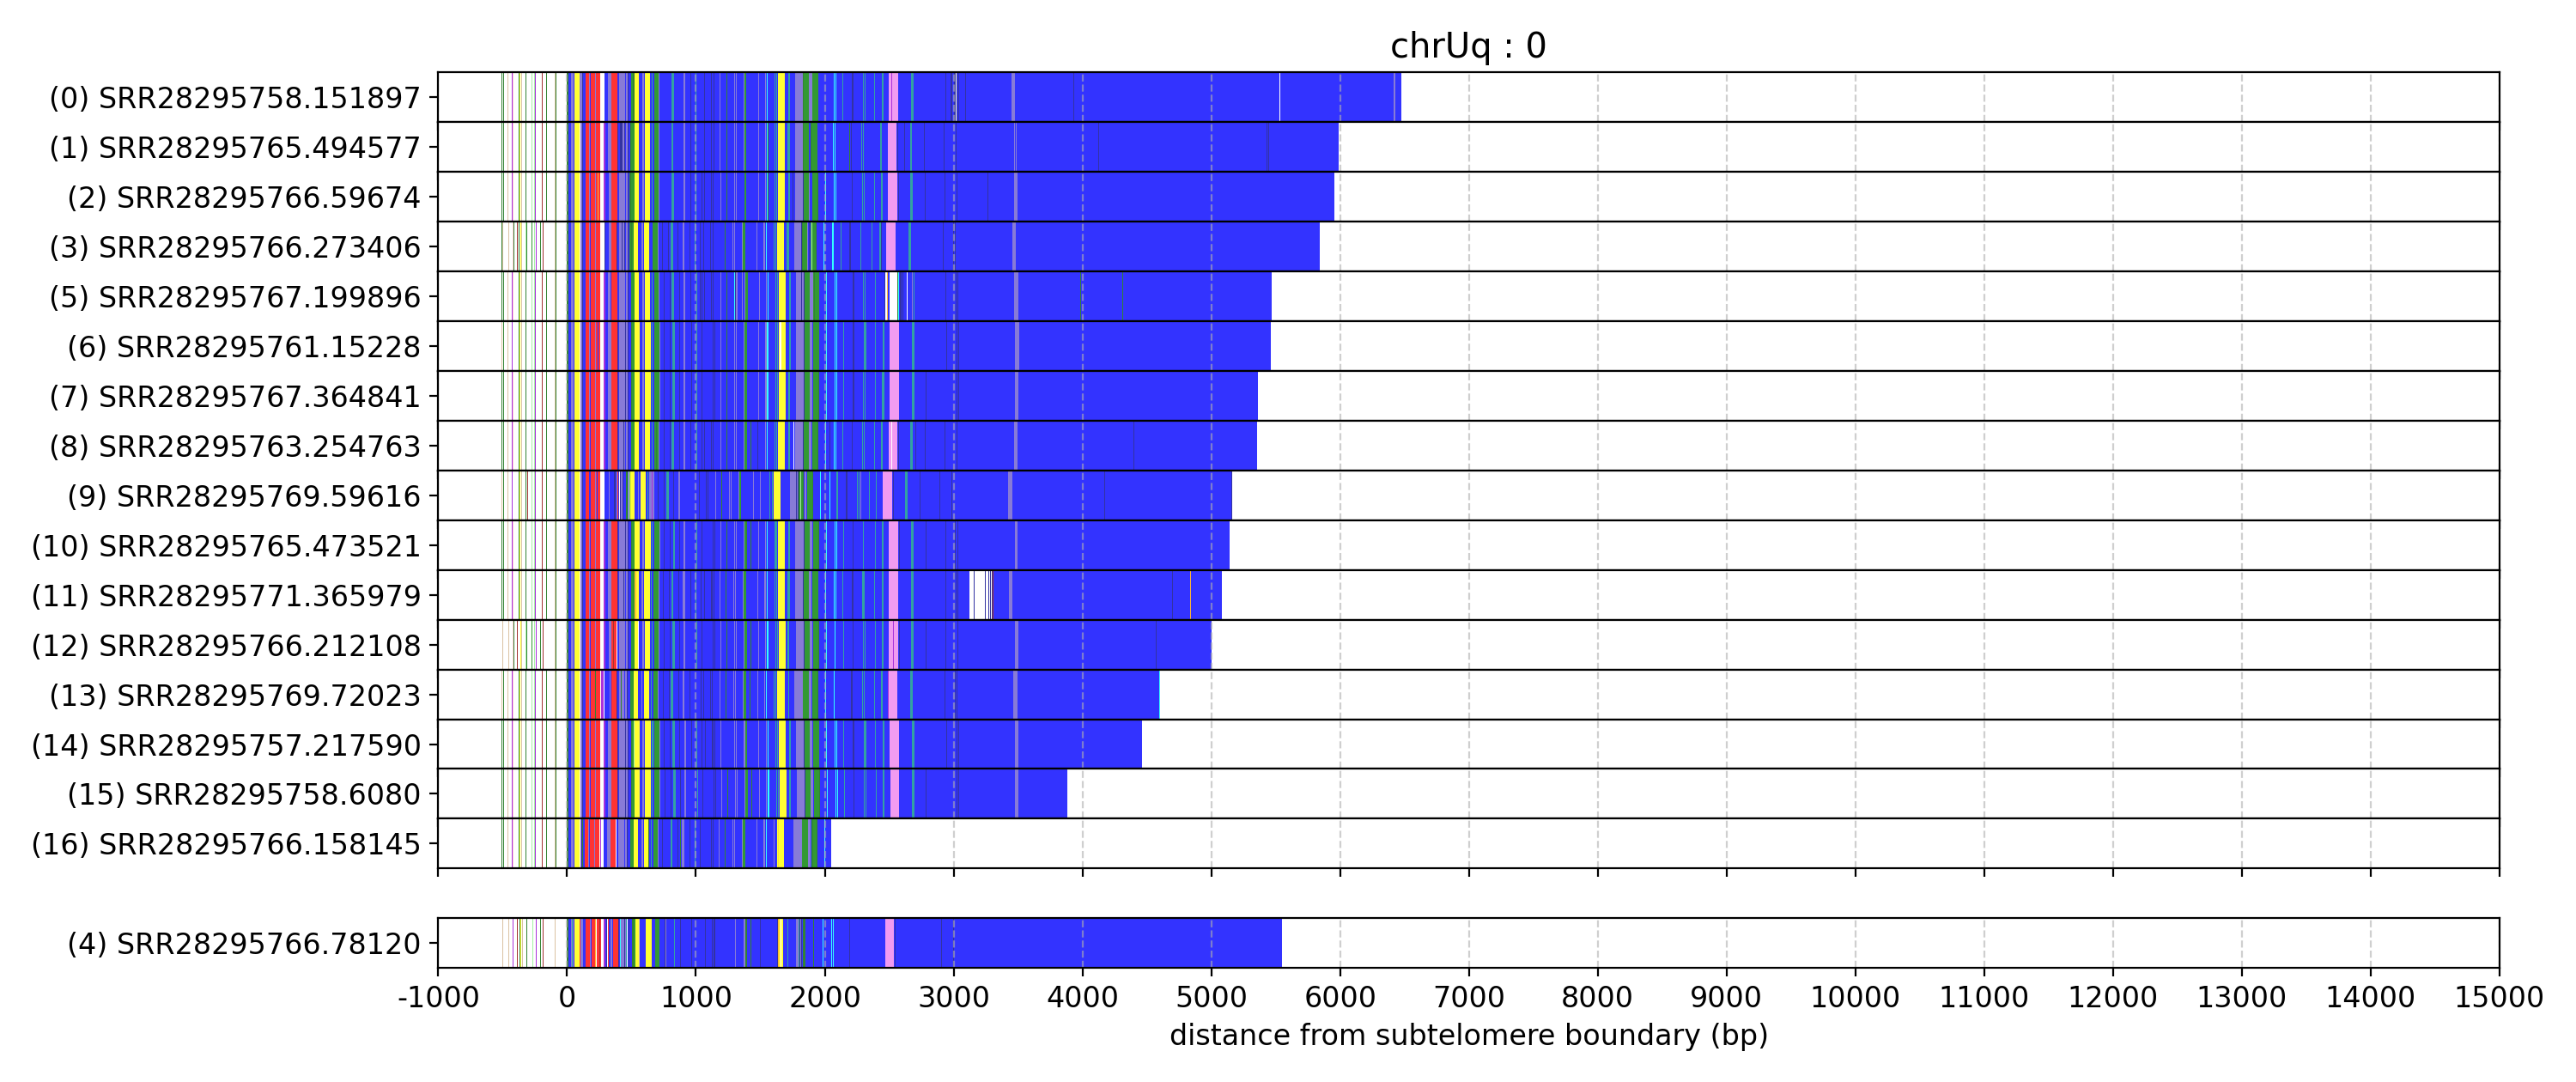 chrUq : 0
(0) SRR28295758.151897
(1) SRR28295765.494577
(2) SRR28295766.59674
(3) SRR28295766.273406
(5) SRR28295767.199896
(6) SRR28295761.15228
(7) SRR28295767.364841
(8) SRR28295763.254763
(9) SRR28295769.59616
(10) SRR28295765.473521
(11) SRR28295771.365979
(12) SRR28295766.212108
(13) SRR28295769.72023
(14) SRR28295757.217590
(15) SRR28295758.6080
(16) SRR28295766.158145
(4) SRR28295766.78120
-1000 0 1000 2000 3000 4000 5000 6000 7000 8000 9000 10000 11000 12000 13000 14000 15000
distance from subtelomere boundary (bp)